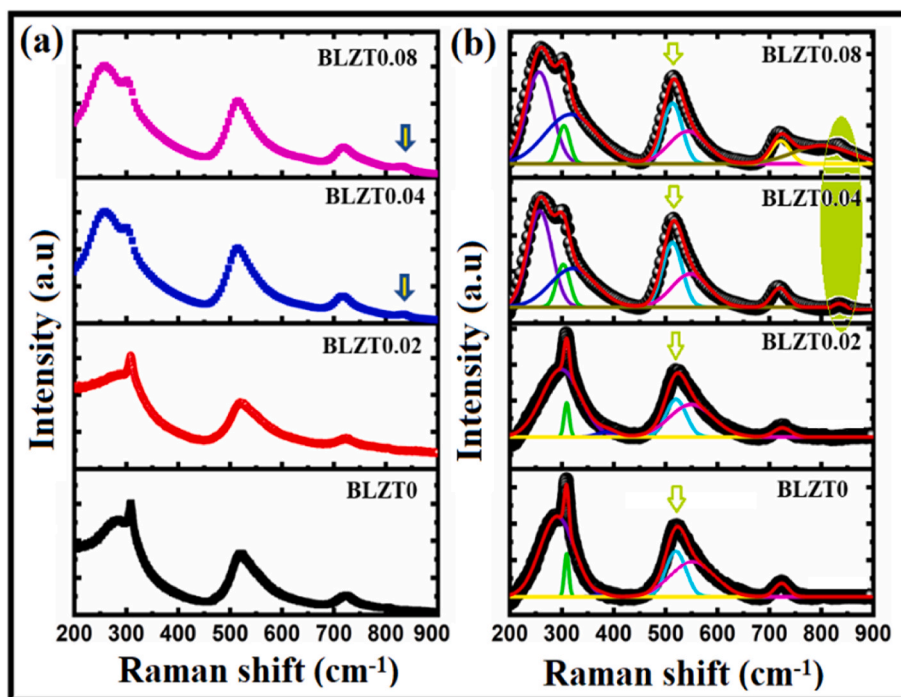 (a)
BLZT0.08
BLZT0.04
BLZT0.02
BLZT0
Intensity (a.u)
200 300 400 500 600 700 800 900
Raman shift (cm-1)
(b)
BLZT0.08
BLZT0.04
BLZT0.02
BLZT0
Intensity (a.u)
200 300 400 500 600 700 800 900
Raman shift (cm-1)